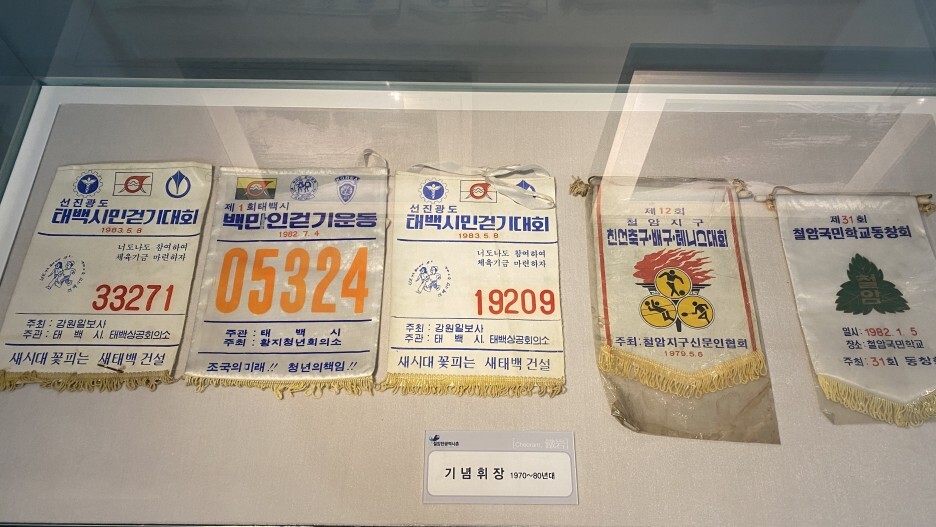 선진광도
태백시민걷기대회
1983.5.8
너도나도 참여하여
체육기금 마련하자
33271
주최 : 강원일보사
주관 : 태 백 시. 태백상공회의소
새시대 꽃피는 새태백 건설
제1회태백시
백만인걷기운동
1982.7.4
05324
주관 : 태 백 시
주최 : 황지청년회의소
조국의미래!! 청년의책임!!
선진광도
태백시민걷기대회
1983.5.8
너도나도 참여하여
체육기금 마련하자
19209
주최 : 강원일보사
주관 : 태 백 시. 태백상공회의소
새시대 꽃피는 새태백 건설
제12회
철암지구
친선축구·배구·테니스대회
주최:철암지구신문인협회
1979.5.6
제31회
철암국민학교동창회
철암
일시: 1982.1.5
장소: 철암국민학교
주최:31회 동창
기념휘장 1970~80년대